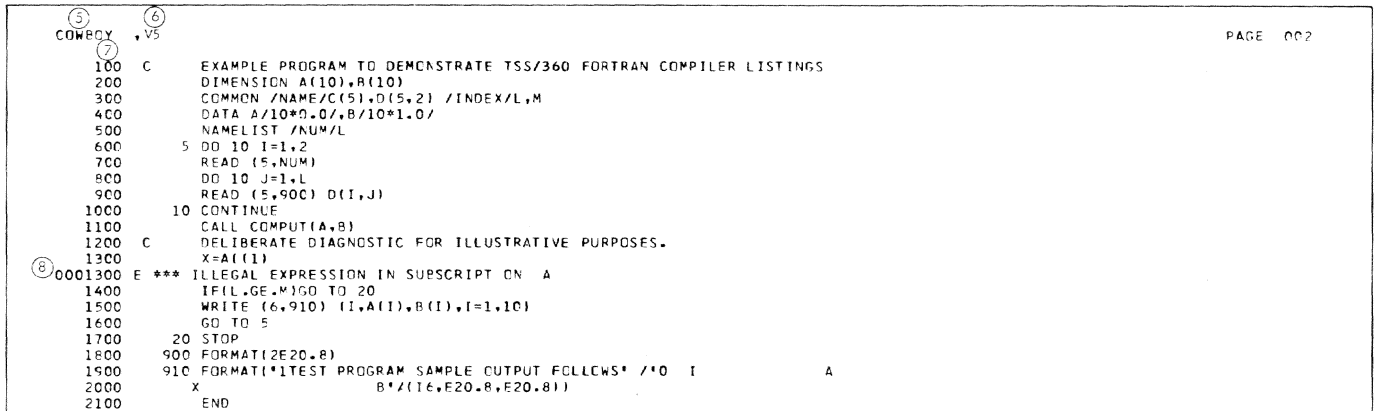 ⑤ ⑥
COWBOY ,V5 PAGE 002
⑦
100 C EXAMPLE PROGRAM TO DEMONSTRATE TSS/360 FORTRAN COMPILER LISTINGS
200 DIMENSION A(10),B(10)
300 COMMON /NAME/C(5),D(5,2) /INDEX/L,M
400 DATA A/10*0.0/,B/10*1.0/
500 NAMELIST /NUM/L
600 5 DO 10 I=1,2
700 READ (5,NUM)
800 DO 10 J=1,L
900 READ (5,900) D(I,J)
1000 10 CONTINUE
1100 CALL COMPUT(A,B)
1200 C DELIBERATE DIAGNOSTIC FOR ILLUSTRATIVE PURPOSES.
1300 X=A((1)
⑧ 0001300 E *** ILLEGAL EXPRESSION IN SUBSCRIPT ON A
1400 IF(L.GE.M)GO TO 20
1500 WRITE (6,910) (I,A(I),B(I),I=1,10)
1600 GO TO 5
1700 20 STOP
1800 900 FORMAT(2E20.8)
1900 910 FORMAT('1TEST PROGRAM SAMPLE OUTPUT FOLLOWS' /'0 I A
2000 X B'/(I6,E20.8,E20.8))
2100 END